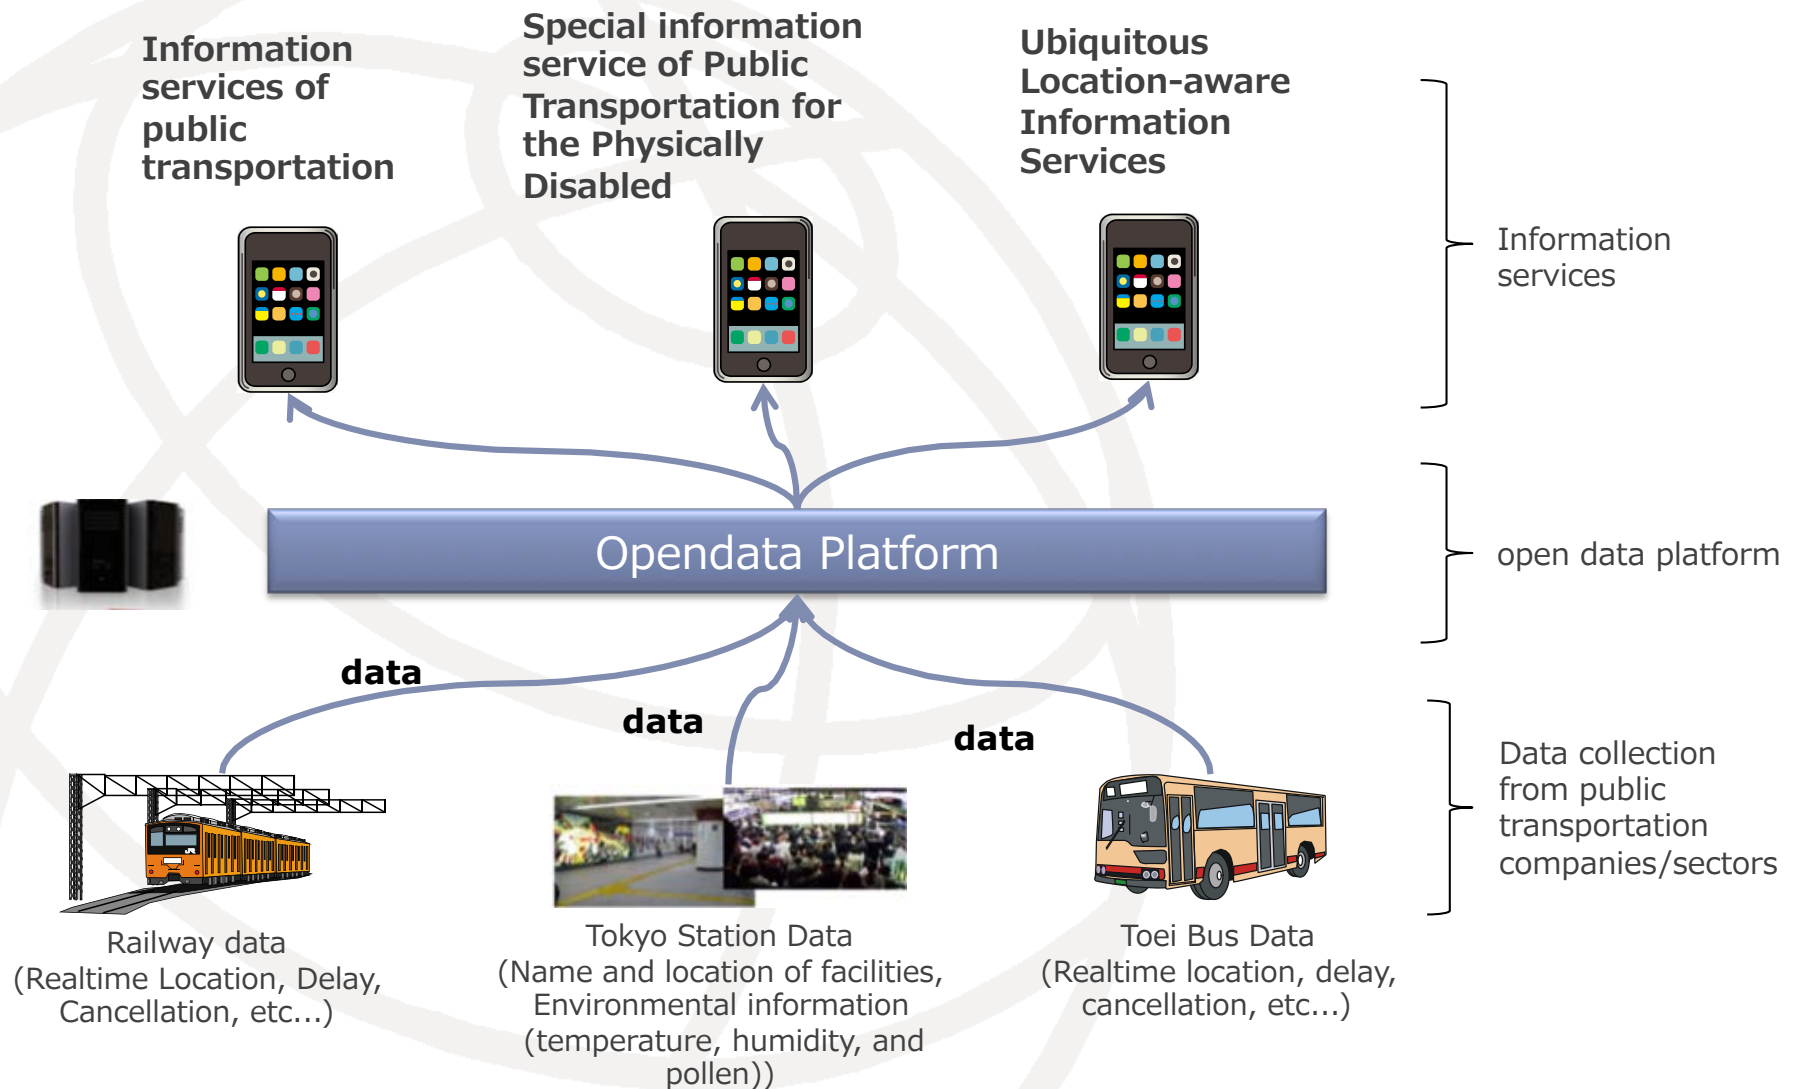 Information
services of
public
transportation
Special information
service of Public
Transportation for
the Physically
Disabled
Ubiquitous
Location-aware
Information
Services
Information
services
Opendata Platform
open data platform
data
data
data
Data collection
from public
transportation
companies/sectors
JR
Railway data
(Realtime Location, Delay,
Cancellation, etc...)
Tokyo Station Data
(Name and location of facilities,
Environmental information
(temperature, humidity, and
pollen))
Toei Bus Data
(Realtime location, delay,
cancellation, etc...)